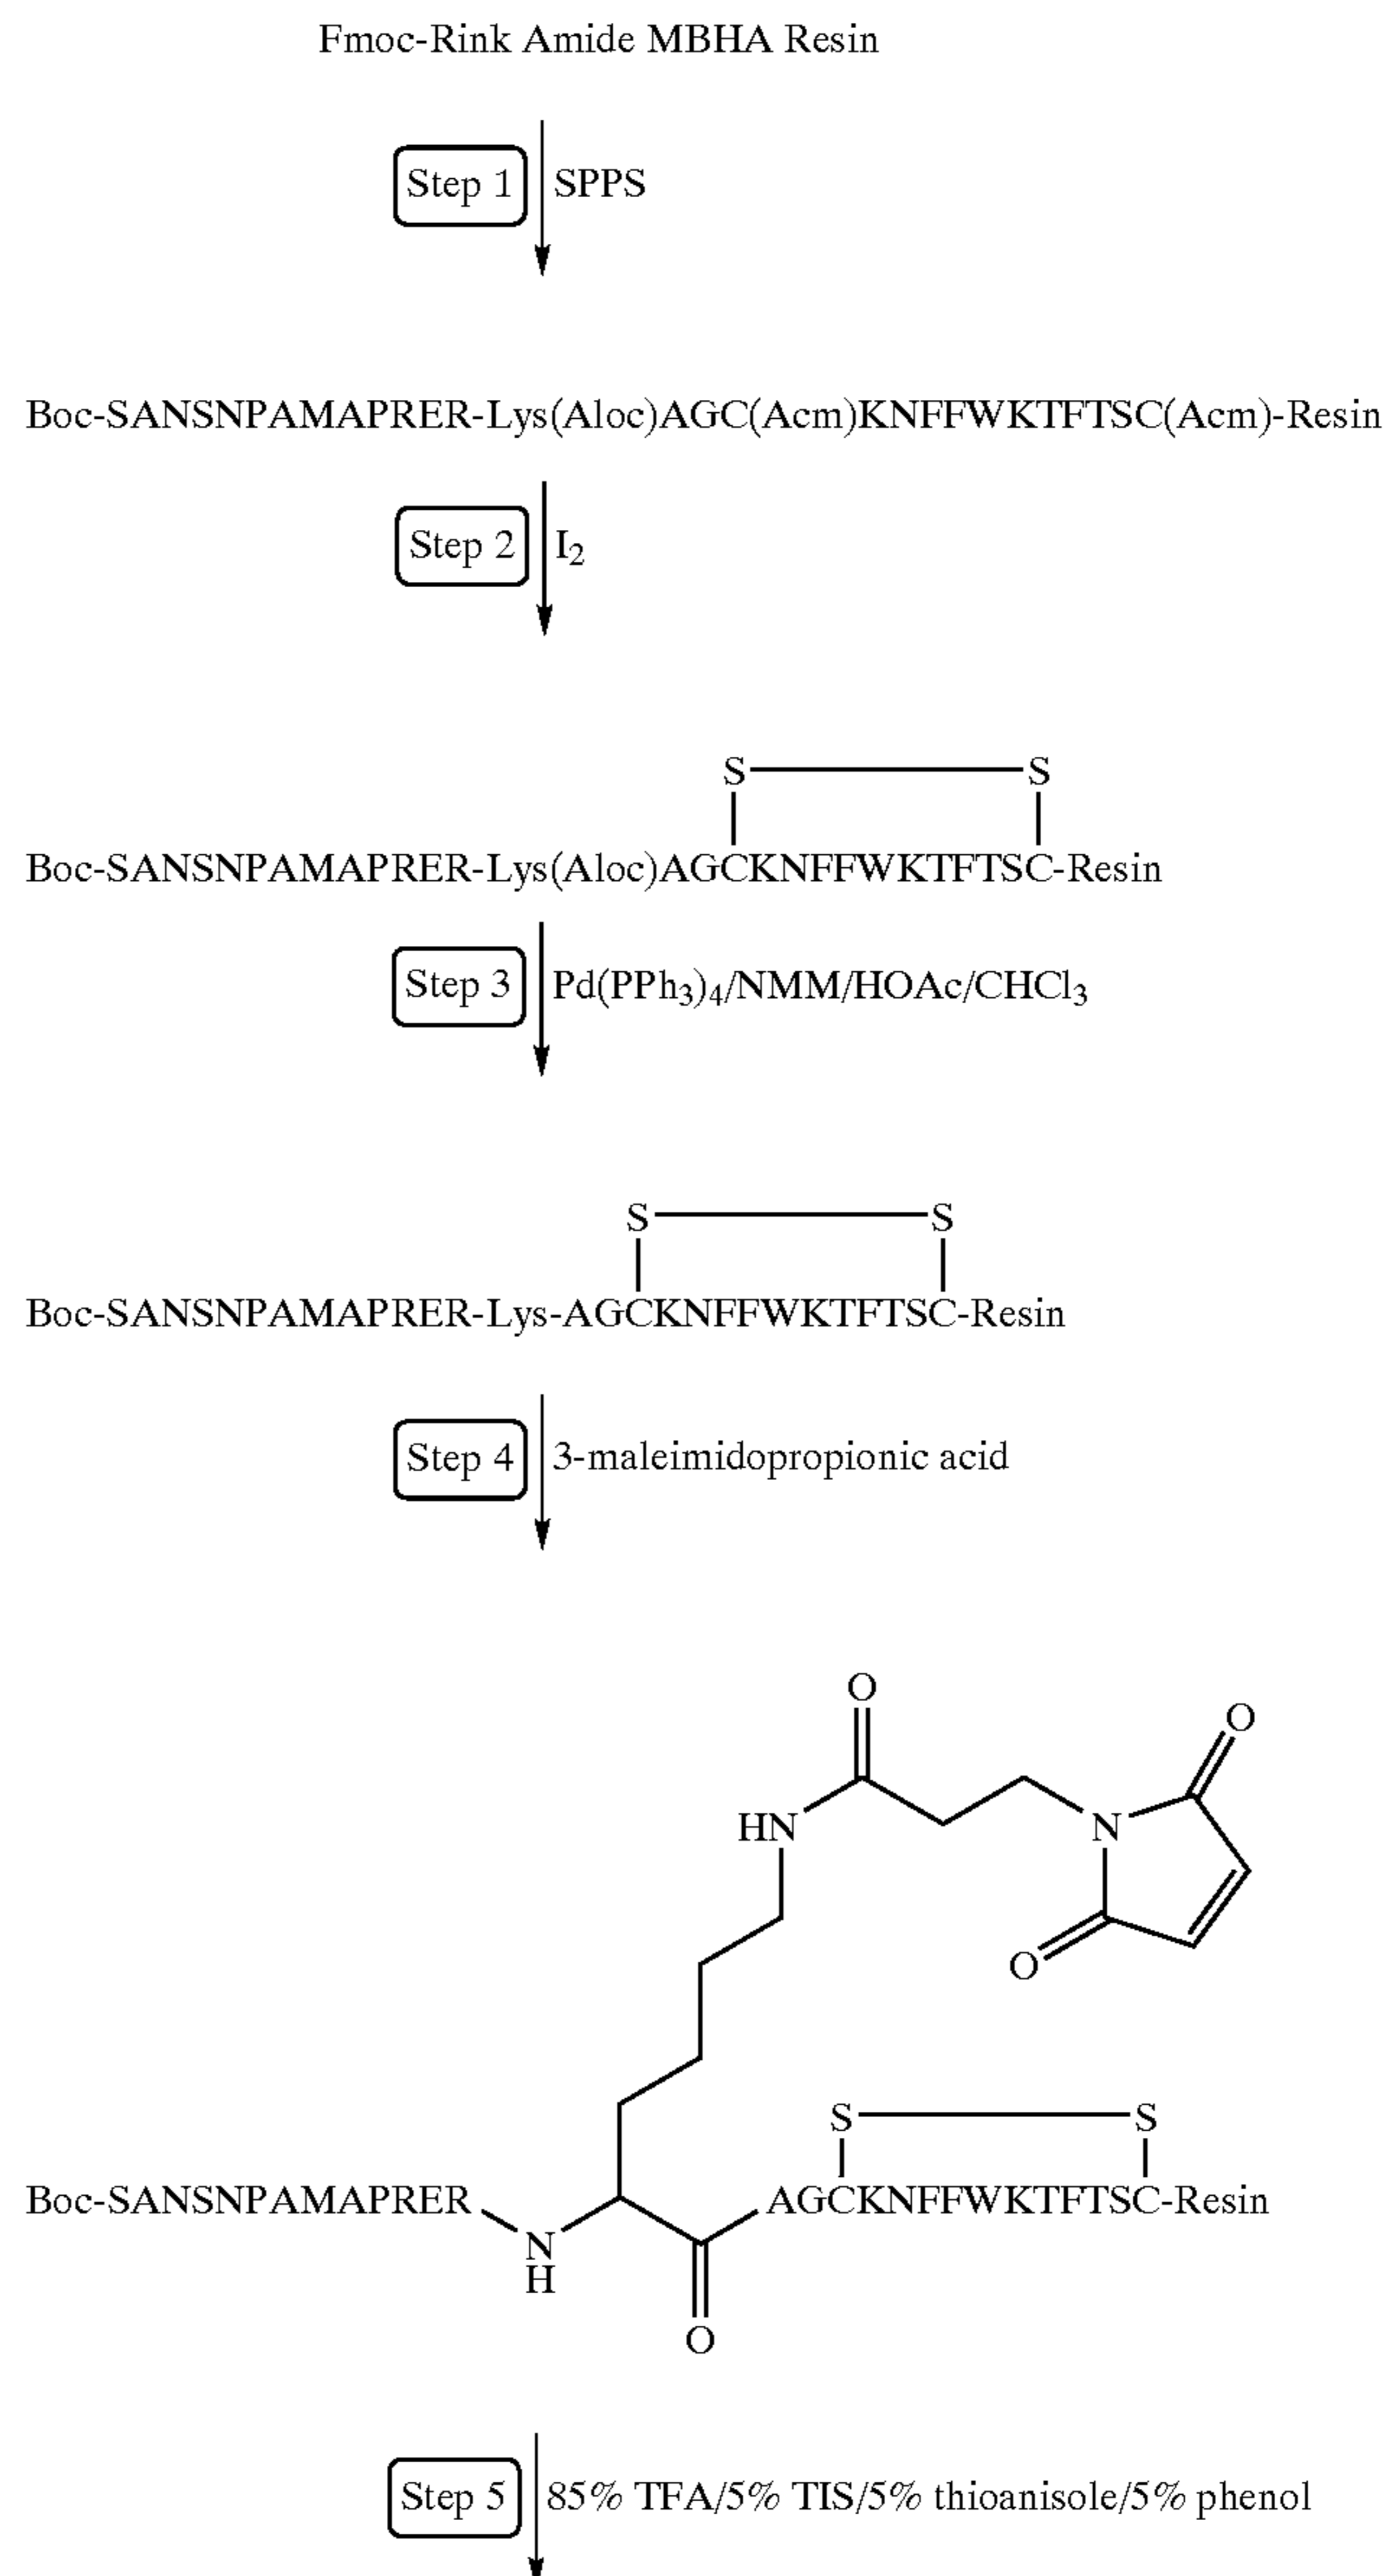 Fmoc-Rink Amide MBHA Resin
Step 1 SPPS
Boc-SANSNPAMAPRER-Lys(Aloc)AGC(Acm)KNFFWKTFTSC(Acm)-Resin
Step 2 I2
S S
Boc-SANSNPAMAPRER-Lys(Aloc)AGCKNFFWKTFTSC-Resin
Step 3 Pd(PPh3)4/NMM/HOAc/CHCl3
S S
Boc-SANSNPAMAPRER-Lys-AGCKNFFWKTFTSC-Resin
Step 4 3-maleimidopropionic acid
O
O
HN N
O
S S
Boc-SANSNPAMAPRER AGCKNFFWKTFTSC-Resin
N
H
O
Step 5 85% TFA/5% TIS/5% thioanisole/5% phenol